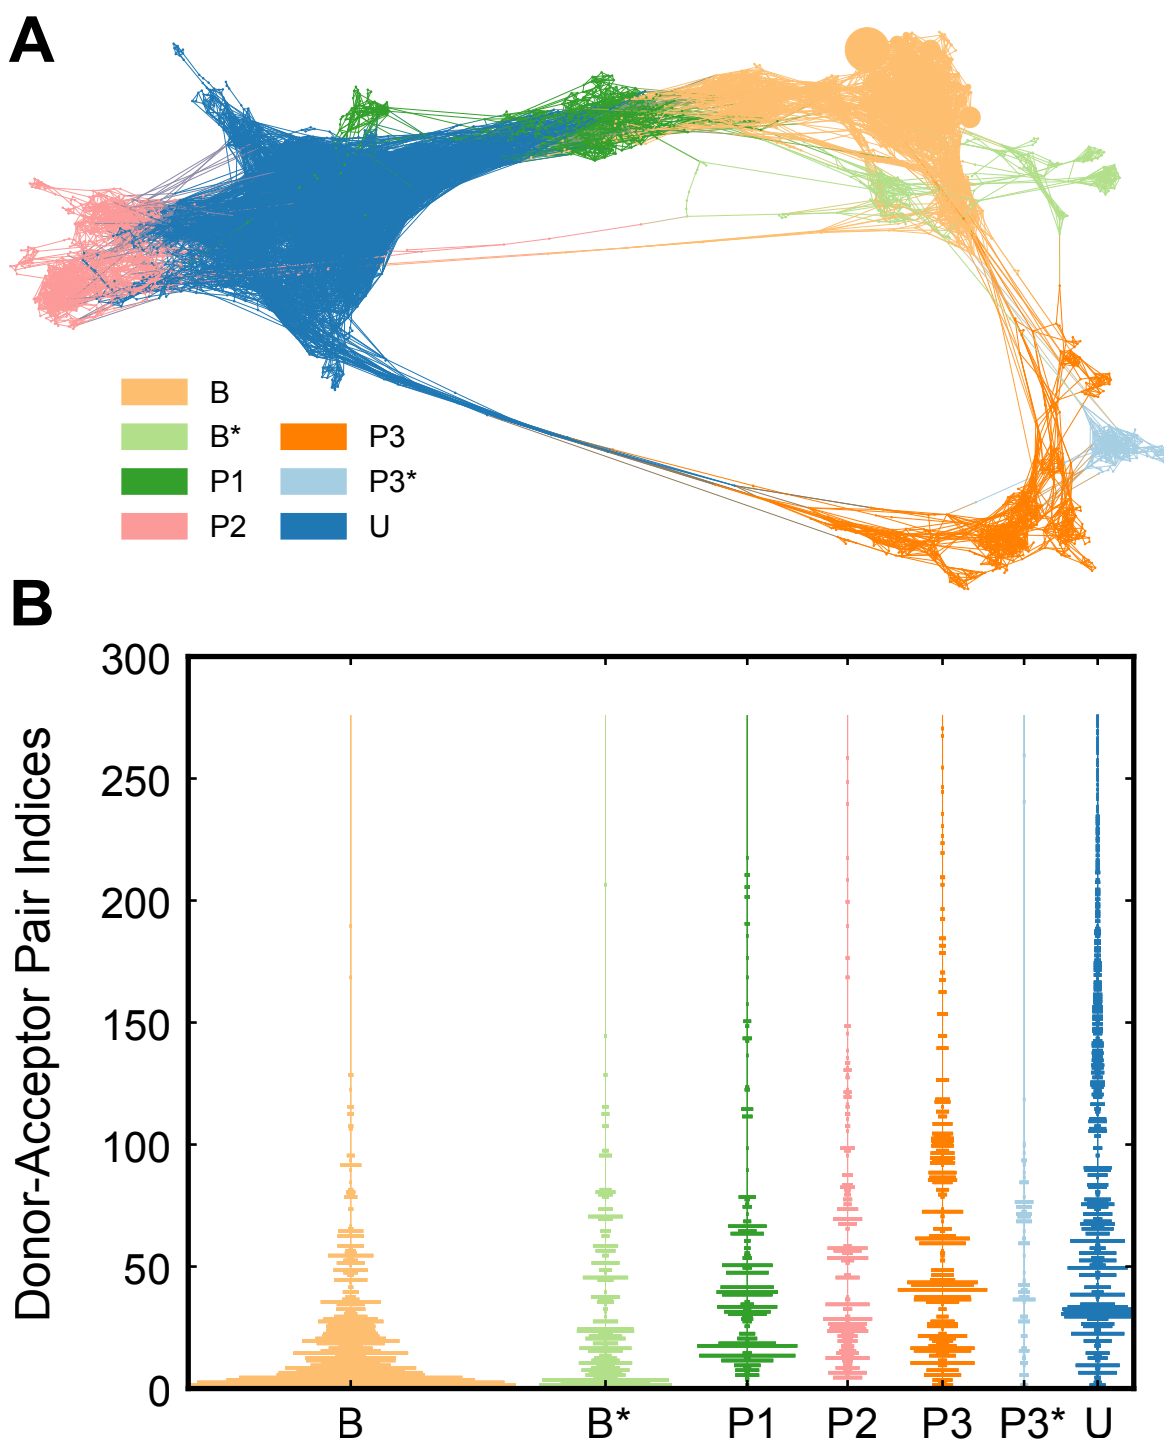 A
B
B*
P3
P1
P3*
P2
U
B
300
250
200
150
100
50
0
Donor-Acceptor Pair Indices
B B* P1 P2 P3 P3* U